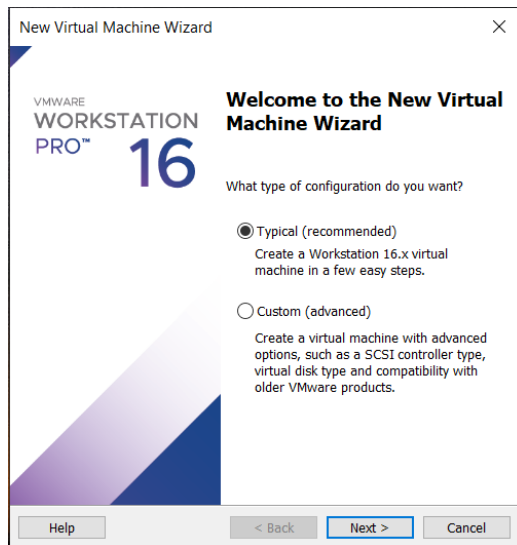 New Virtual Machine Wizard
VMWARE
WORKSTATION
PRO™ 16
Welcome to the New Virtual
Machine Wizard
What type of configuration do you want?
Typical (recommended)
Create a Workstation 16.x virtual
machine in a few easy steps.
Custom (advanced)
Create a virtual machine with advanced
options, such as a SCSI controller type,
virtual disk type and compatibility with
older VMware products.
Help
< Back
Next >
Cancel